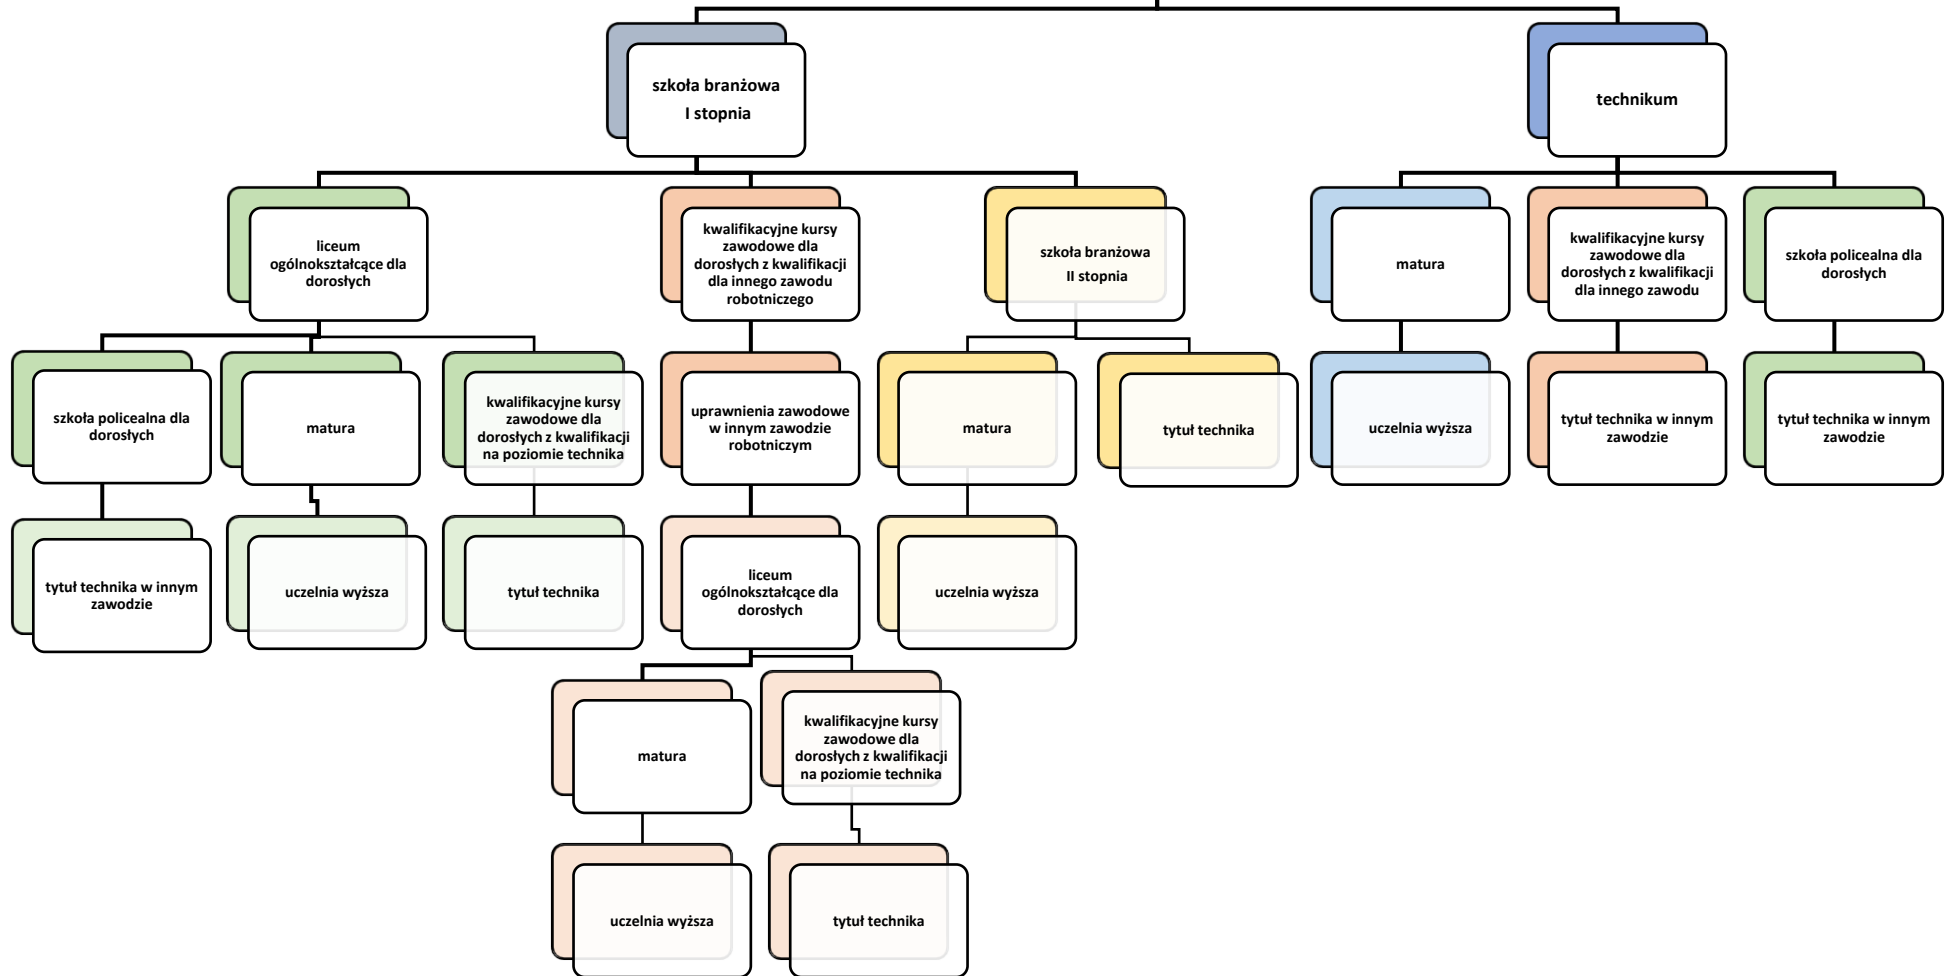 szkoła branżowa
I stopnia
technikum
liceum
ogólnokształcące dla
dorosłych
kwalifikacyjne kursy
zawodowe dla
dorosłych z kwalifikacji
dla innego zawodu
robotniczego
szkoła branżowa
II stopnia
matura
kwalifikacyjne kursy
zawodowe dla
dorosłych z kwalifikacji
dla innego zawodu
szkoła policealna dla
dorosłych
szkoła policealna dla
dorosłych
matura
kwalifikacyjne kursy
zawodowe dla
dorosłych z kwalifikacji
na poziomie technika
uprawnienia zawodowe
w innym zawodzie
robotniczym
matura
tytuł technika
uczelnia wyższa
tytuł technika w innym
zawodzie
tytuł technika w innym
zawodzie
tytuł technika w innym
zawodzie
uczelnia wyższa
tytuł technika
liceum
ogólnokształcące dla
dorosłych
uczelnia wyższa
matura
kwalifikacyjne kursy
zawodowe dla
dorosłych z kwalifikacji
na poziomie technika
uczelnia wyższa
tytuł technika